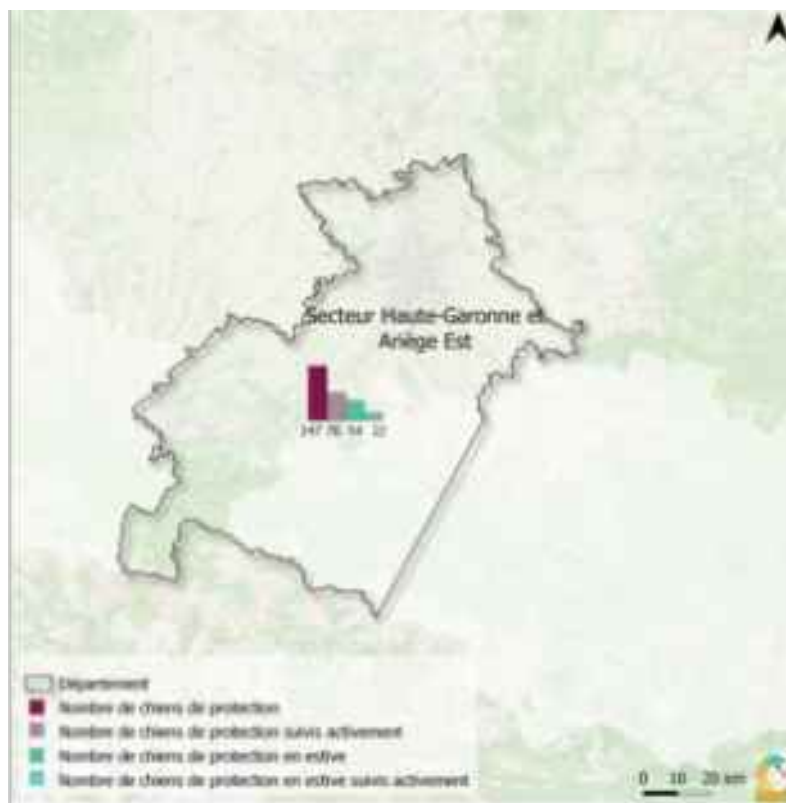 Secteur Haute-Garonne et
Ariège Est
147 76 54 22
Département
Nombre de chiens de protection
Nombre de chiens de protection suivis activement
Nombre de chiens de protection en estive
Nombre de chiens de protection en estive suivis activement
0 10 20 km